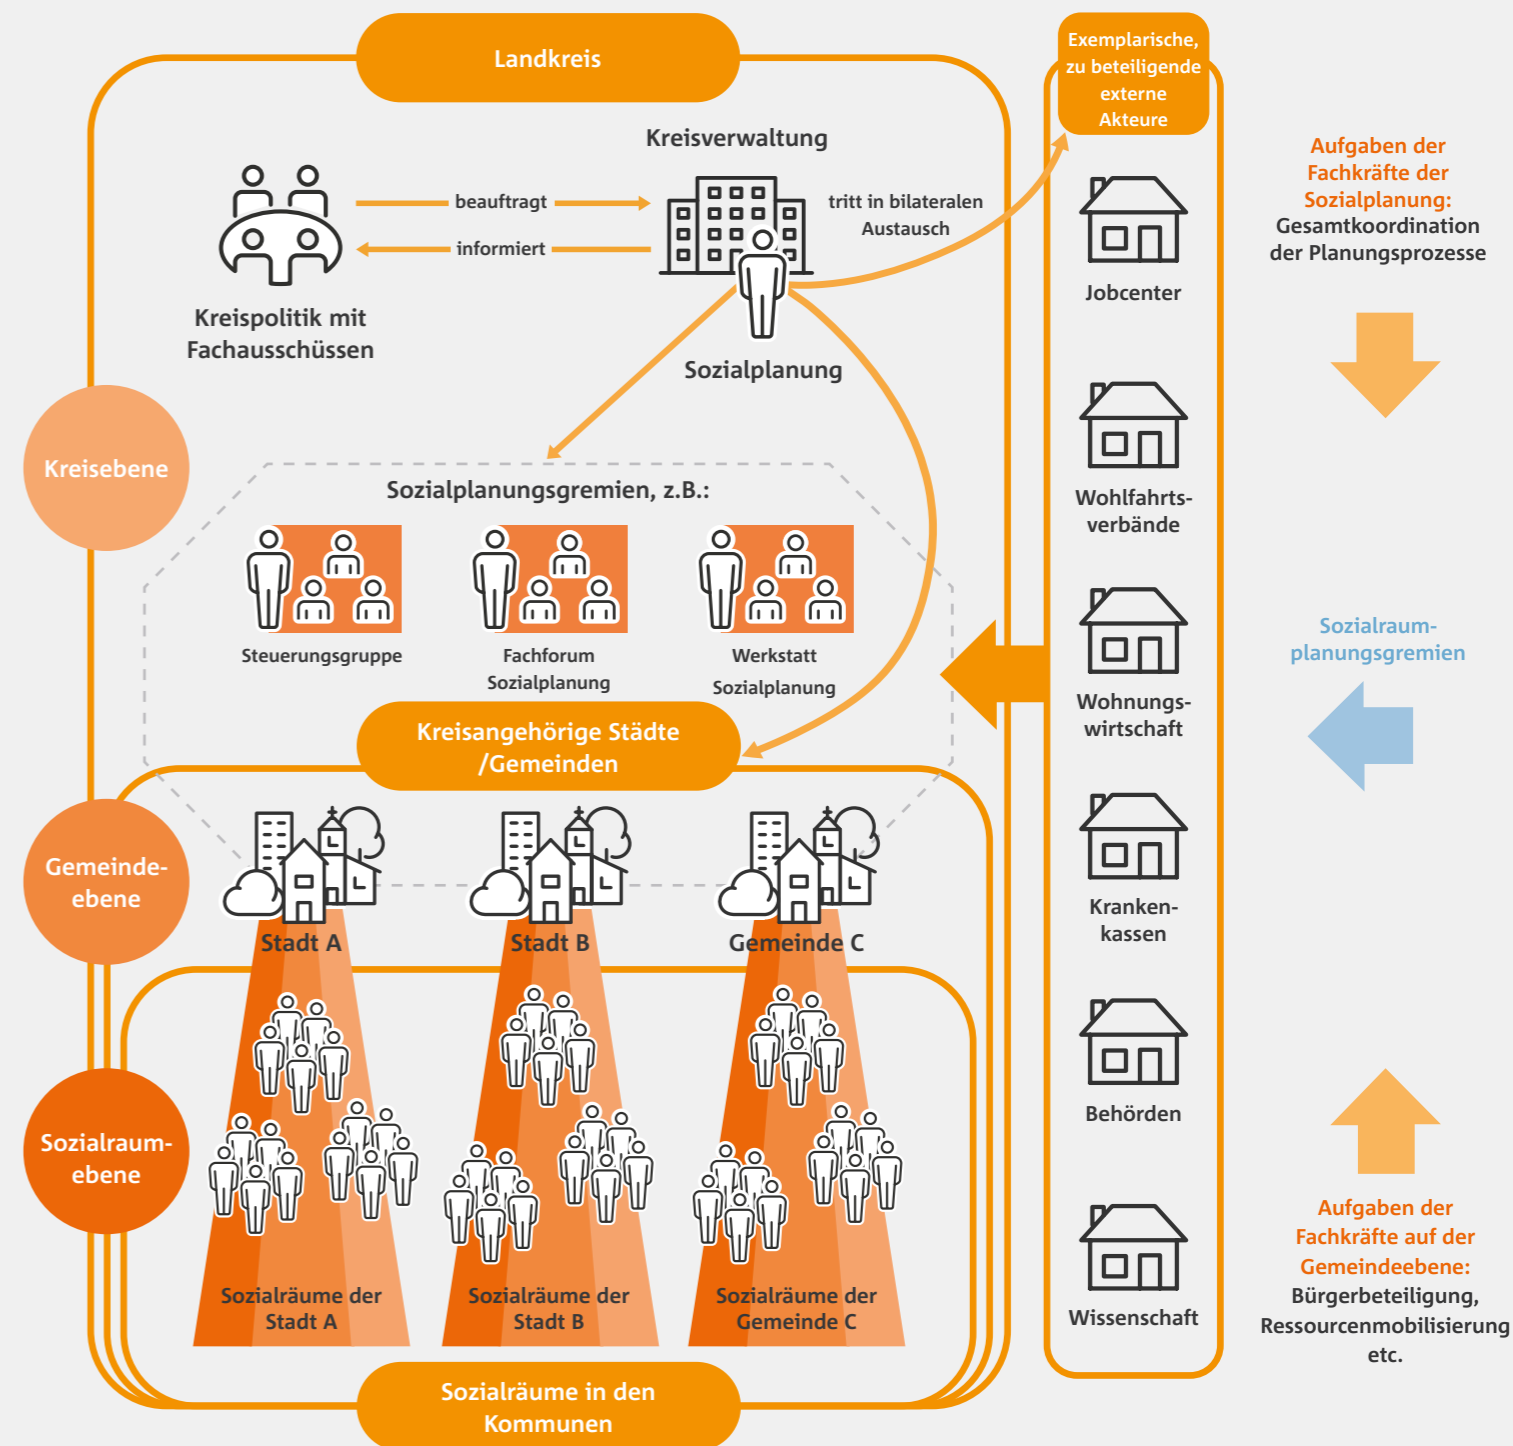 Landkreis
Exemplarische,
zu beteiligende
externe
Akteure
Kreisverwaltung
beauftragt
informiert
tritt in bilateralen
Austausch
Kreispolitik mit
Fachausschüssen
Sozialplanung
Jobcenter
Aufgaben der
Fachkräfte der
Sozialplanung:
Gesamtkoordination
der Planungsprozesse
Kreisebene
Sozialplanungsgremien, z.B.:
Steuerungsgruppe
Fachforum
Sozialplanung
Werkstatt
Sozialplanung
Wohlfahrts-
verbände
Wohnungs-
wirtschaft
Sozialraum-
planungsgremien
Kreisangehörige Städte
/Gemeinden
Gemeinde-
ebene
Stadt A
Stadt B
Gemeinde C
Kranken-
kassen
Behörden
Sozialraum-
ebene
Sozialräume der
Stadt A
Sozialräume der
Stadt B
Sozialräume der
Gemeinde C
Wissenschaft
Aufgaben der
Fachkräfte auf der
Gemeindeebene:
Bürgerbeteiligung,
Ressourcenmobilisierung
etc.
Sozialräume in den
Kommunen